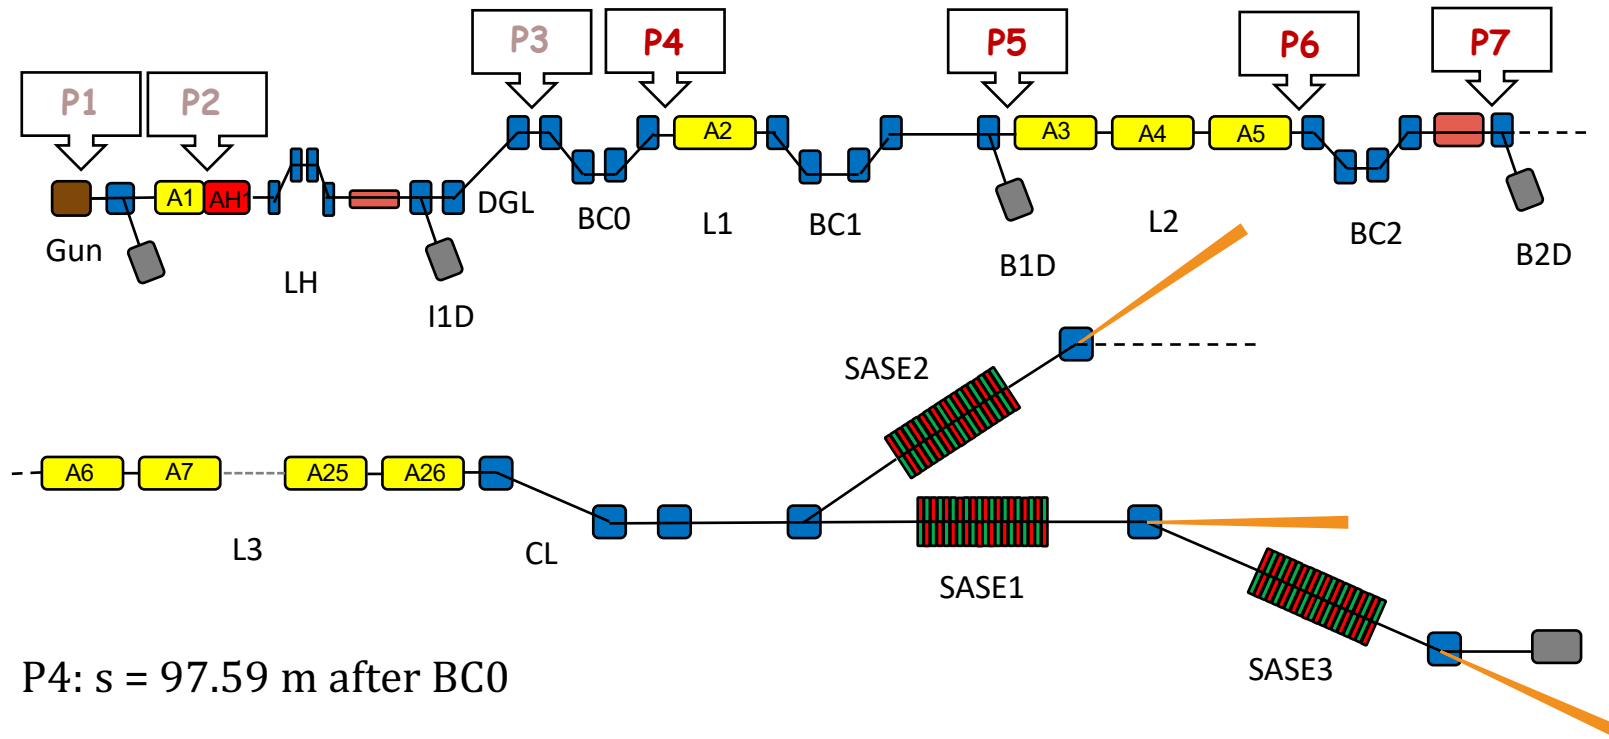 P1
P2
P3
P4
P5
P6
P7
A1
AH1
A2
A3
A4
A5
Gun
LH
I1D
DGL
BC0
L1
BC1
B1D
L2
BC2
B2D
SASE2
A6
A7
A25
A26
L3
CL
SASE1
SASE3
P4: s = 97.59 m after BC0